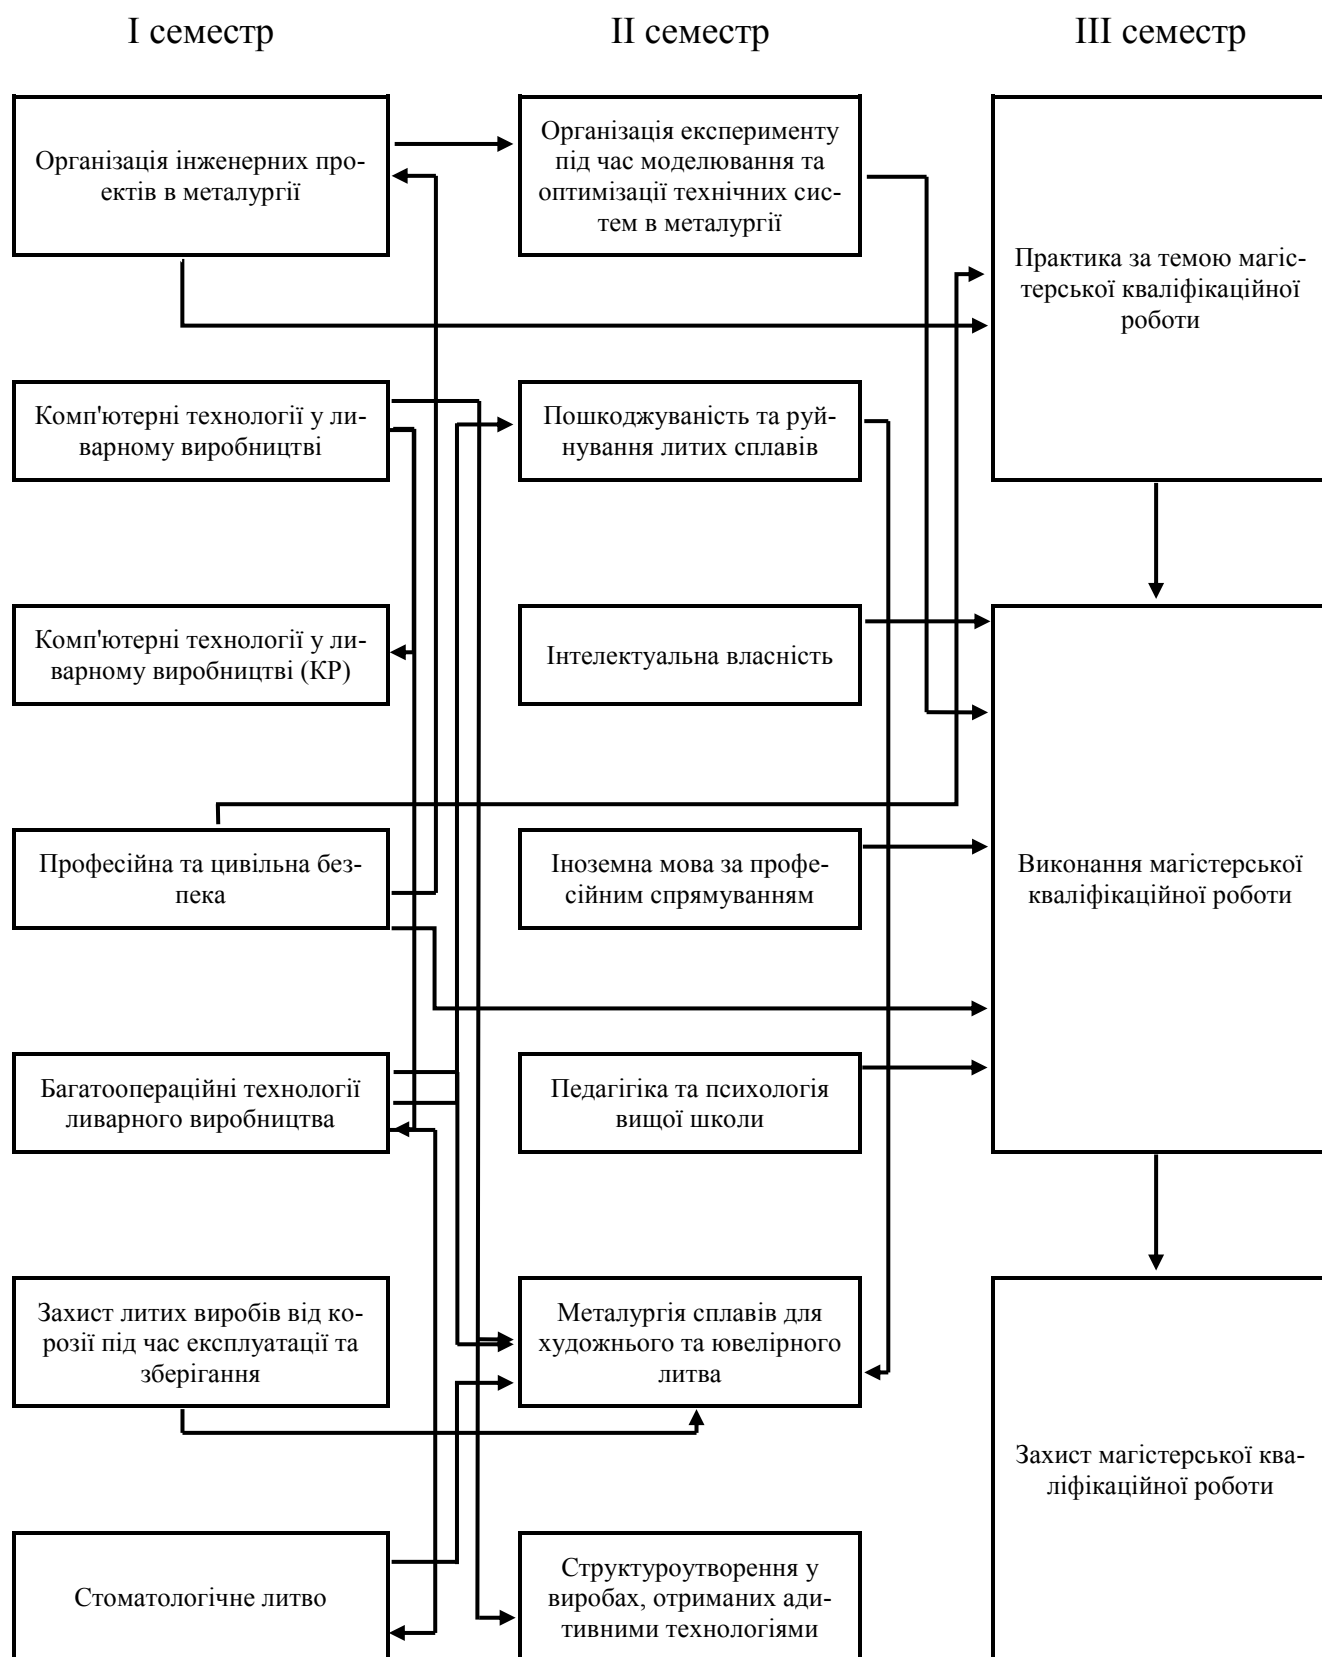 I семестр
II семестр
III семестр
Організація інженерних про-
ектів в металургії
Організація експерименту
під час моделювання та
оптимізації технічних сис-
тем в металургії
Практика за темою магіс-
терської кваліфікаційної
роботи
Комп'ютерні технології у ли-
варному виробництві
Пошкоджуваність та руй-
нування литих сплавів
Комп'ютерні технології у ли-
варному виробництві (КР)
Інтелектуальна власність
Професійна та цивільна без-
пека
Іноземна мова за профе-
сійним спрямуванням
Виконання магістерської
кваліфікаційної роботи
Багатоопераційні технології
ливарного виробництва
Педагігіка та психологія
вищої школи
Захист литих виробів від ко-
розії під час експлуатації та
зберігання
Металургія сплавів для
художнього та ювелірного
литва
Захист магістерської ква-
ліфікаційної роботи
Стоматологічне литво
Структуроутворення у
виробах, отриманих ади-
тивними технологіями